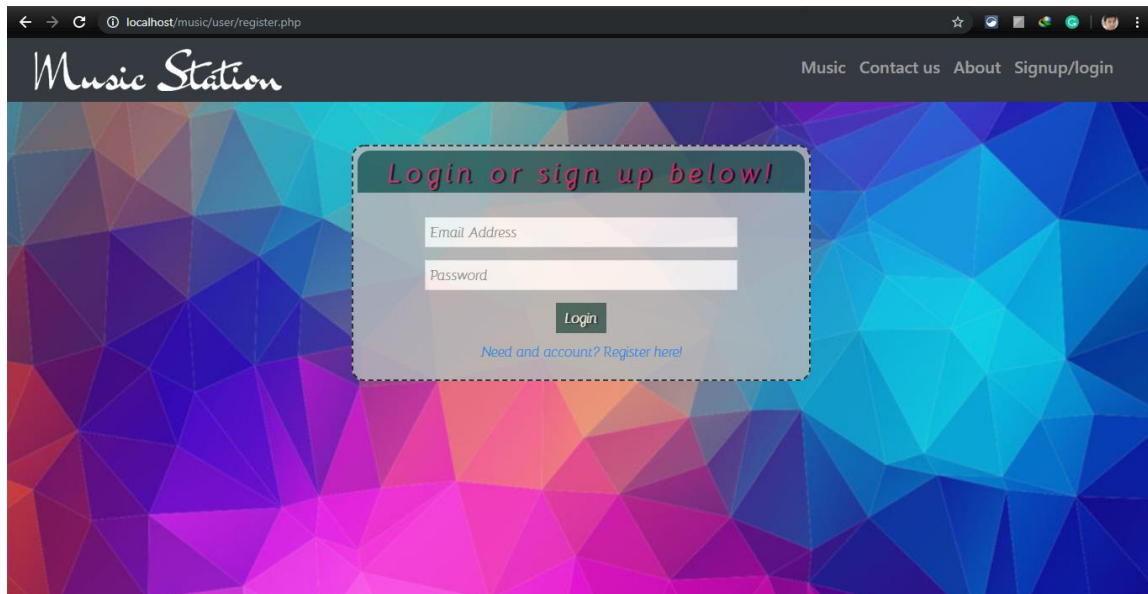 localhost/music/user/register.php
Music Station
Music Contact us About Signup/login
Login or sign up below!
Email Address
Password
Login
Need and account? Register here!